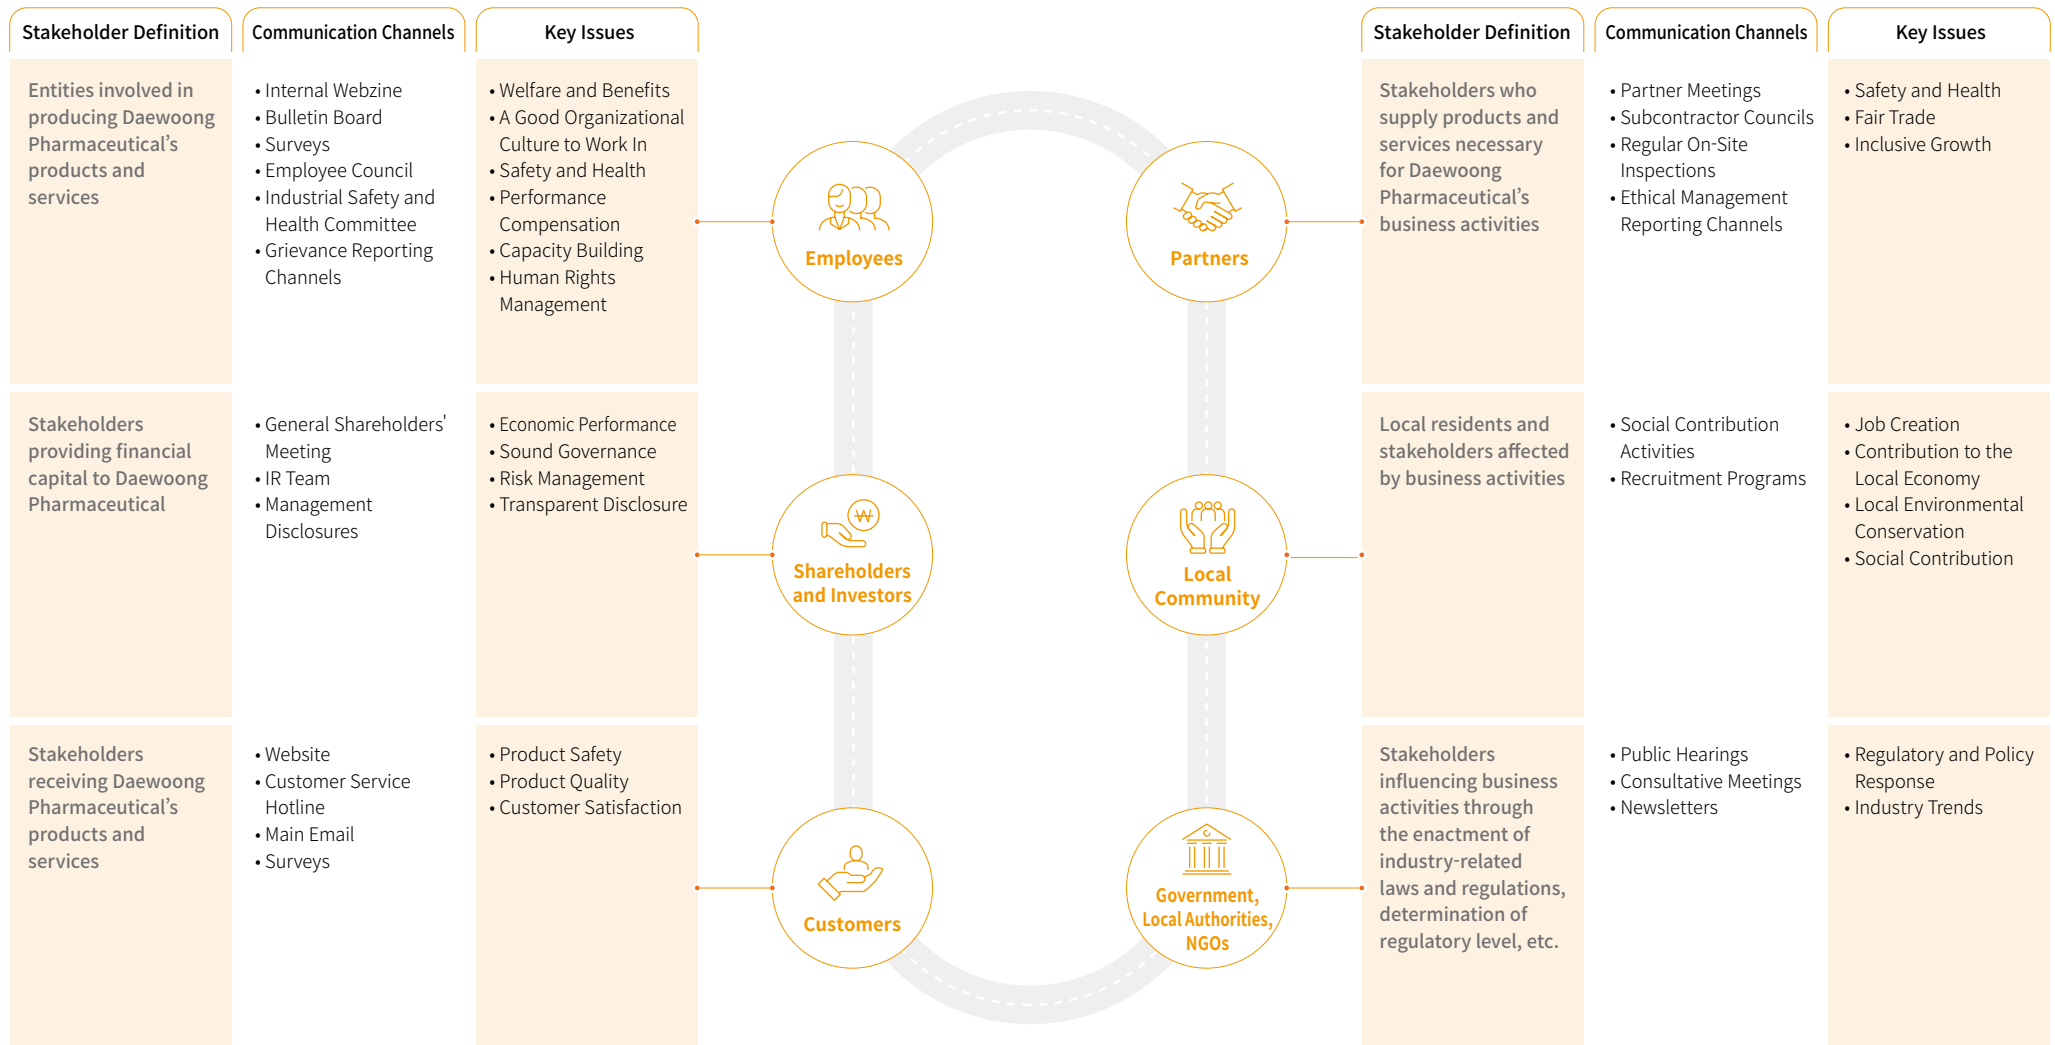 Stakeholder Definition
Communication Channels
Key Issues
Entities involved in
producing Daewoong
Pharmaceutical’s
products and
services
• Internal Webzine
• Bulletin Board
• Surveys
• Employee Council
• Industrial Safety and
Health Committee
• Grievance Reporting
Channels
• Welfare and Benefits
• A Good Organizational
Culture to Work In
• Safety and Health
• Performance
Compensation
• Capacity Building
• Human Rights
Management
Employees
Stakeholders
providing financial
capital to Daewoong
Pharmaceutical
• General Shareholders'
Meeting
• IR Team
• Management
Disclosures
• Economic Performance
• Sound Governance
• Risk Management
• Transparent Disclosure
₩
Shareholders
and Investors
Stakeholders
receiving Daewoong
Pharmaceutical’s
products and
services
• Website
• Customer Service
Hotline
• Main Email
• Surveys
• Product Safety
• Product Quality
• Customer Satisfaction
Customers
Stakeholder Definition
Communication Channels
Key Issues
Partners
Stakeholders who
supply products and
services necessary
for Daewoong
Pharmaceutical’s
business activities
• Partner Meetings
• Subcontractor Councils
• Regular On-Site
Inspections
• Ethical Management
Reporting Channels
• Safety and Health
• Fair Trade
• Inclusive Growth
Local
Community
Local residents and
stakeholders affected
by business activities
• Social Contribution
Activities
• Recruitment Programs
• Job Creation
• Contribution to the
Local Economy
• Local Environmental
Conservation
• Social Contribution
Government,
Local Authorities,
NGOs
Stakeholders
influencing business
activities through
the enactment of
industry-related
laws and regulations,
determination of
regulatory level, etc.
• Public Hearings
• Consultative Meetings
• Newsletters
• Regulatory and Policy
Response
• Industry Trends